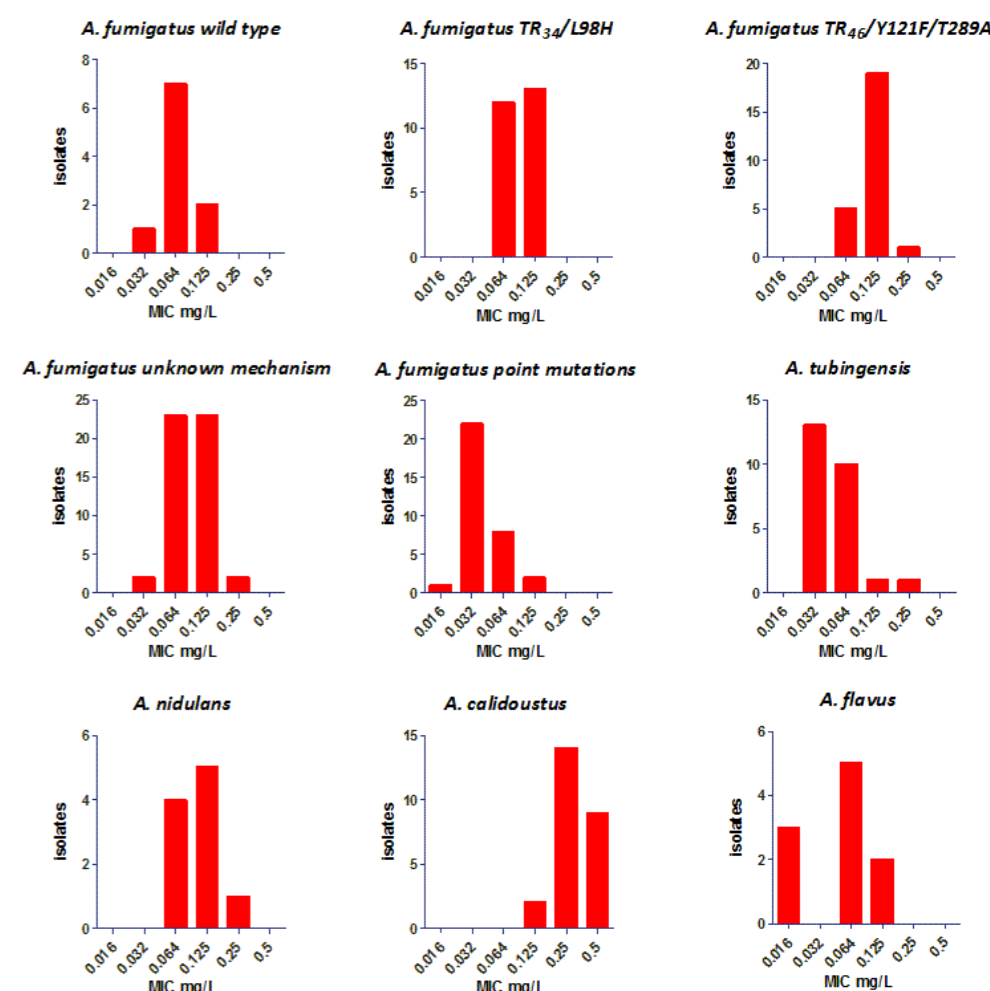 A. fumigatus wild type
8
6
4
2
0
isolates
0.016 0.032 0.064 0.125 0.25 0.5
MIC mg/L
A. fumigatus TR34/L98H
15
10
5
0
isolates
0.016 0.032 0.064 0.125 0.25 0.5
MIC mg/L
A. fumigatus TR46/Y121F/T289A
20
15
10
5
0
isolates
0.016 0.032 0.064 0.125 0.25 0.5
MIC mg/L
A. fumigatus unknown mechanism
25
20
15
10
5
0
isolates
0.016 0.032 0.064 0.125 0.25 0.5
MIC mg/L
A. fumigatus point mutations
25
20
15
10
5
0
isolates
0.016 0.032 0.064 0.125 0.25 0.5
MIC mg/L
A. tubingensis
15
10
5
0
isolates
0.016 0.032 0.064 0.125 0.25 0.5
MIC mg/L
A. nidulans
6
4
2
0
isolates
0.016 0.032 0.064 0.125 0.25 0.5
MIC mg/L
A. calidoustus
15
10
5
0
isolates
0.016 0.032 0.064 0.125 0.25 0.5
MIC mg/L
A. flavus
6
4
2
0
isolates
0.016 0.032 0.064 0.125 0.25 0.5
MIC mg/L